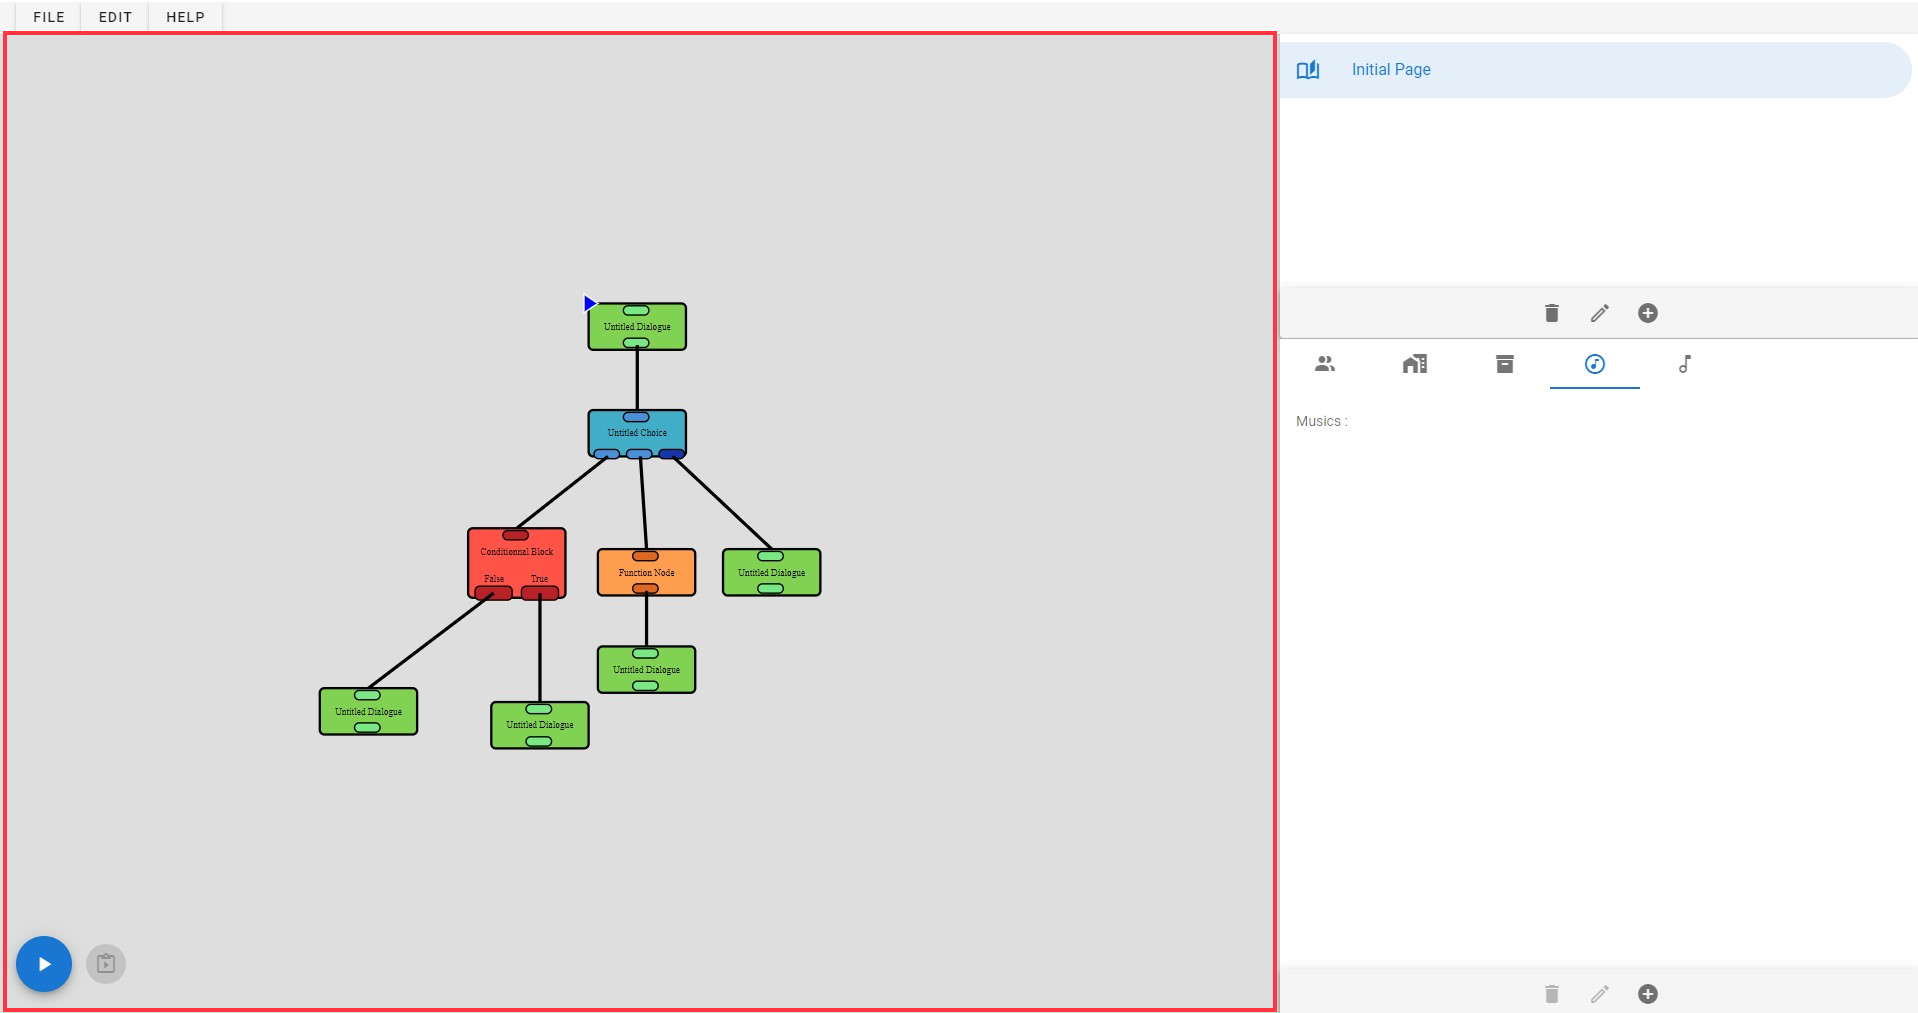 FILE EDIT HELP
Initial Page
Musics :
Untitled Dialogue
Untitled Choice
Conditionnal Block
False True
Function Node
Untitled Dialogue
Untitled Dialogue
Untitled Dialogue
Untitled Dialogue